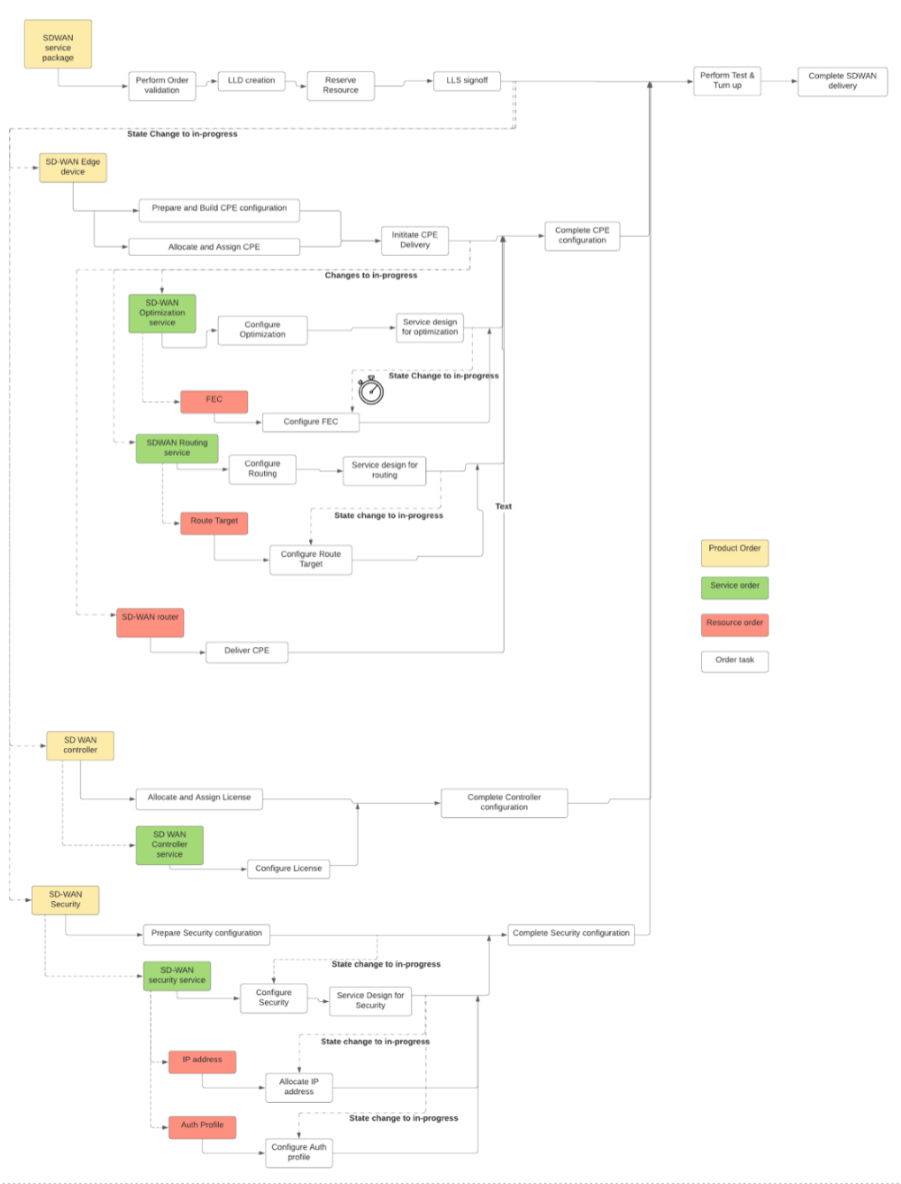 SDWAN
service
package
Perform Order
validation
LLD creation
Reserve
Resource
LLS signoff
Perform Test &
Turn up
Complete SDWAN
delivery
State Change to in-progress
SD-WAN Edge
device
Prepare and Build CPE configuration
Allocate and Assign CPE
Inititate CPE
Delivery
Complete CPE
configuration
Changes to in-progress
SD-WAN
Optimization
service
Configure
Optimization
Service design
for optimization
State Change to in-progress
FEC
Configure FEC
SDWAN Routing
service
Configure
Routing
Service design for
routing
Text
State change to in-progress
Route Target
Configure Route
Target
Product Order
Service order
Resource order
Order task
SD-WAN router
Deliver CPE
SD WAN
controller
Allocate and Assign License
Complete Controller
configuration
SD WAN
Controller
service
Configure License
SD-WAN
Security
Prepare Security configuration
Complete Security configuration
State change to in-progress
SD-WAN
security service
Configure
Security
Service Design for
Security
State change to in-progress
IP address
Allocate IP
address
State change to in-progress
Auth Profile
Configure Auth
profile